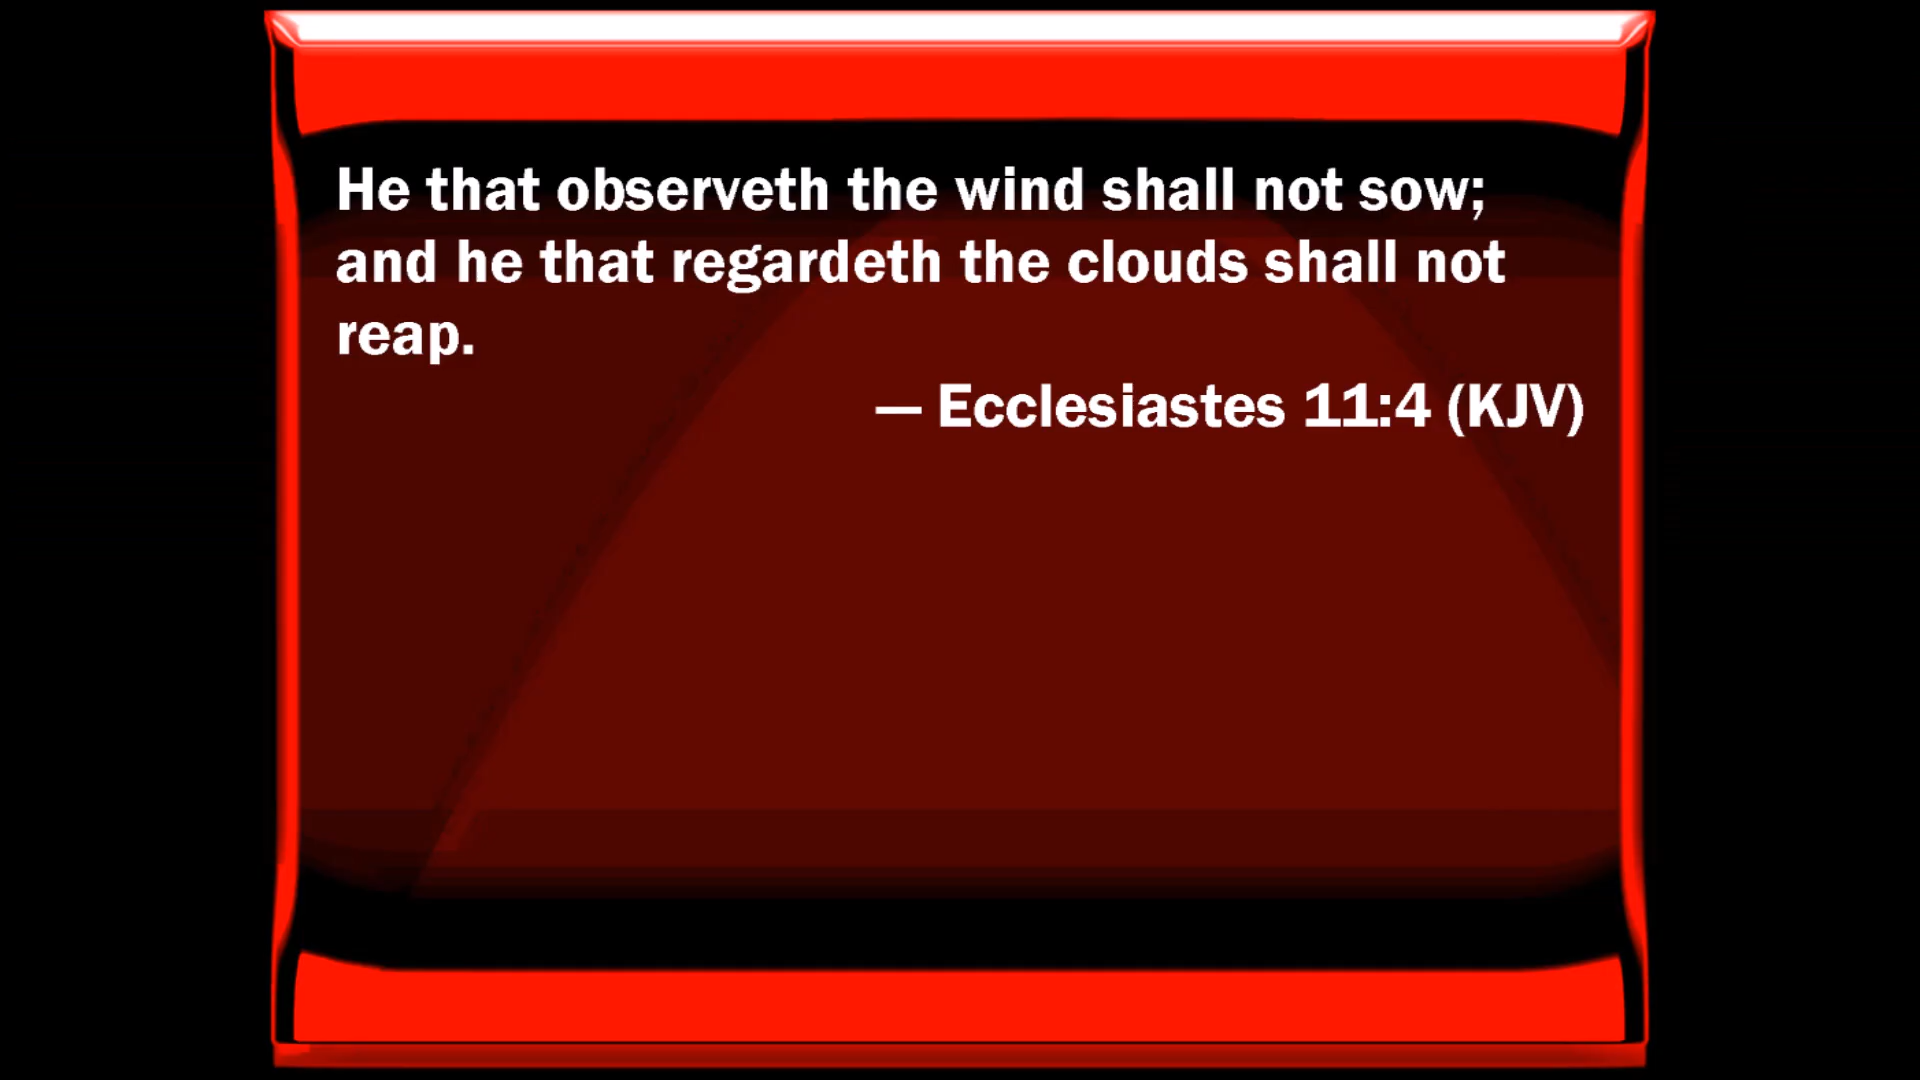 He that observeth the wind shall not sow;
and he that regardeth the clouds shall not
reap.
— Ecclesiastes 11:4 (KJV)